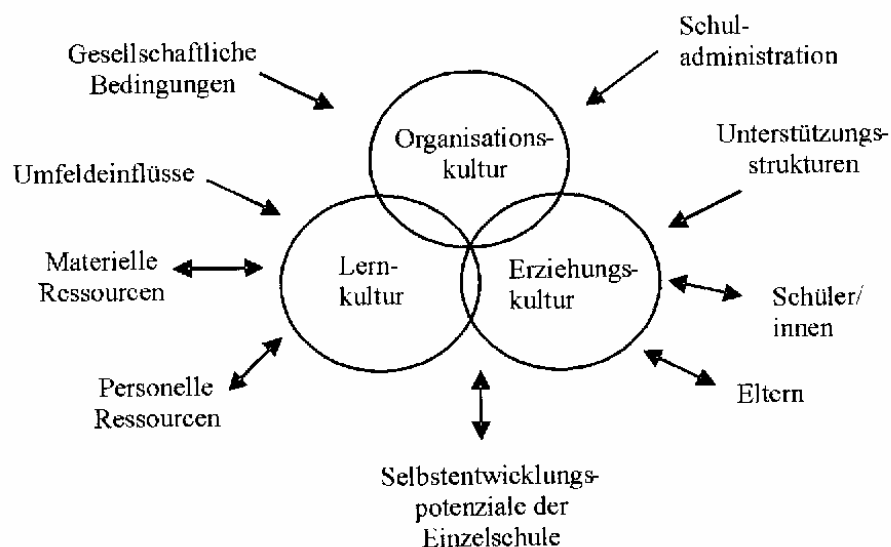 Gesellschaftliche
Bedingungen
Schul-
administration
Organisations-
kultur
Unterstützungs-
strukturen
Umfeldeinflüsse
Materielle
Ressourcen
Lern-
kultur
Erziehungs-
kultur
Schüler/
innen
Personelle
Ressourcen
Eltern
Selbstentwicklungs-
potenziale der
Einzelschule